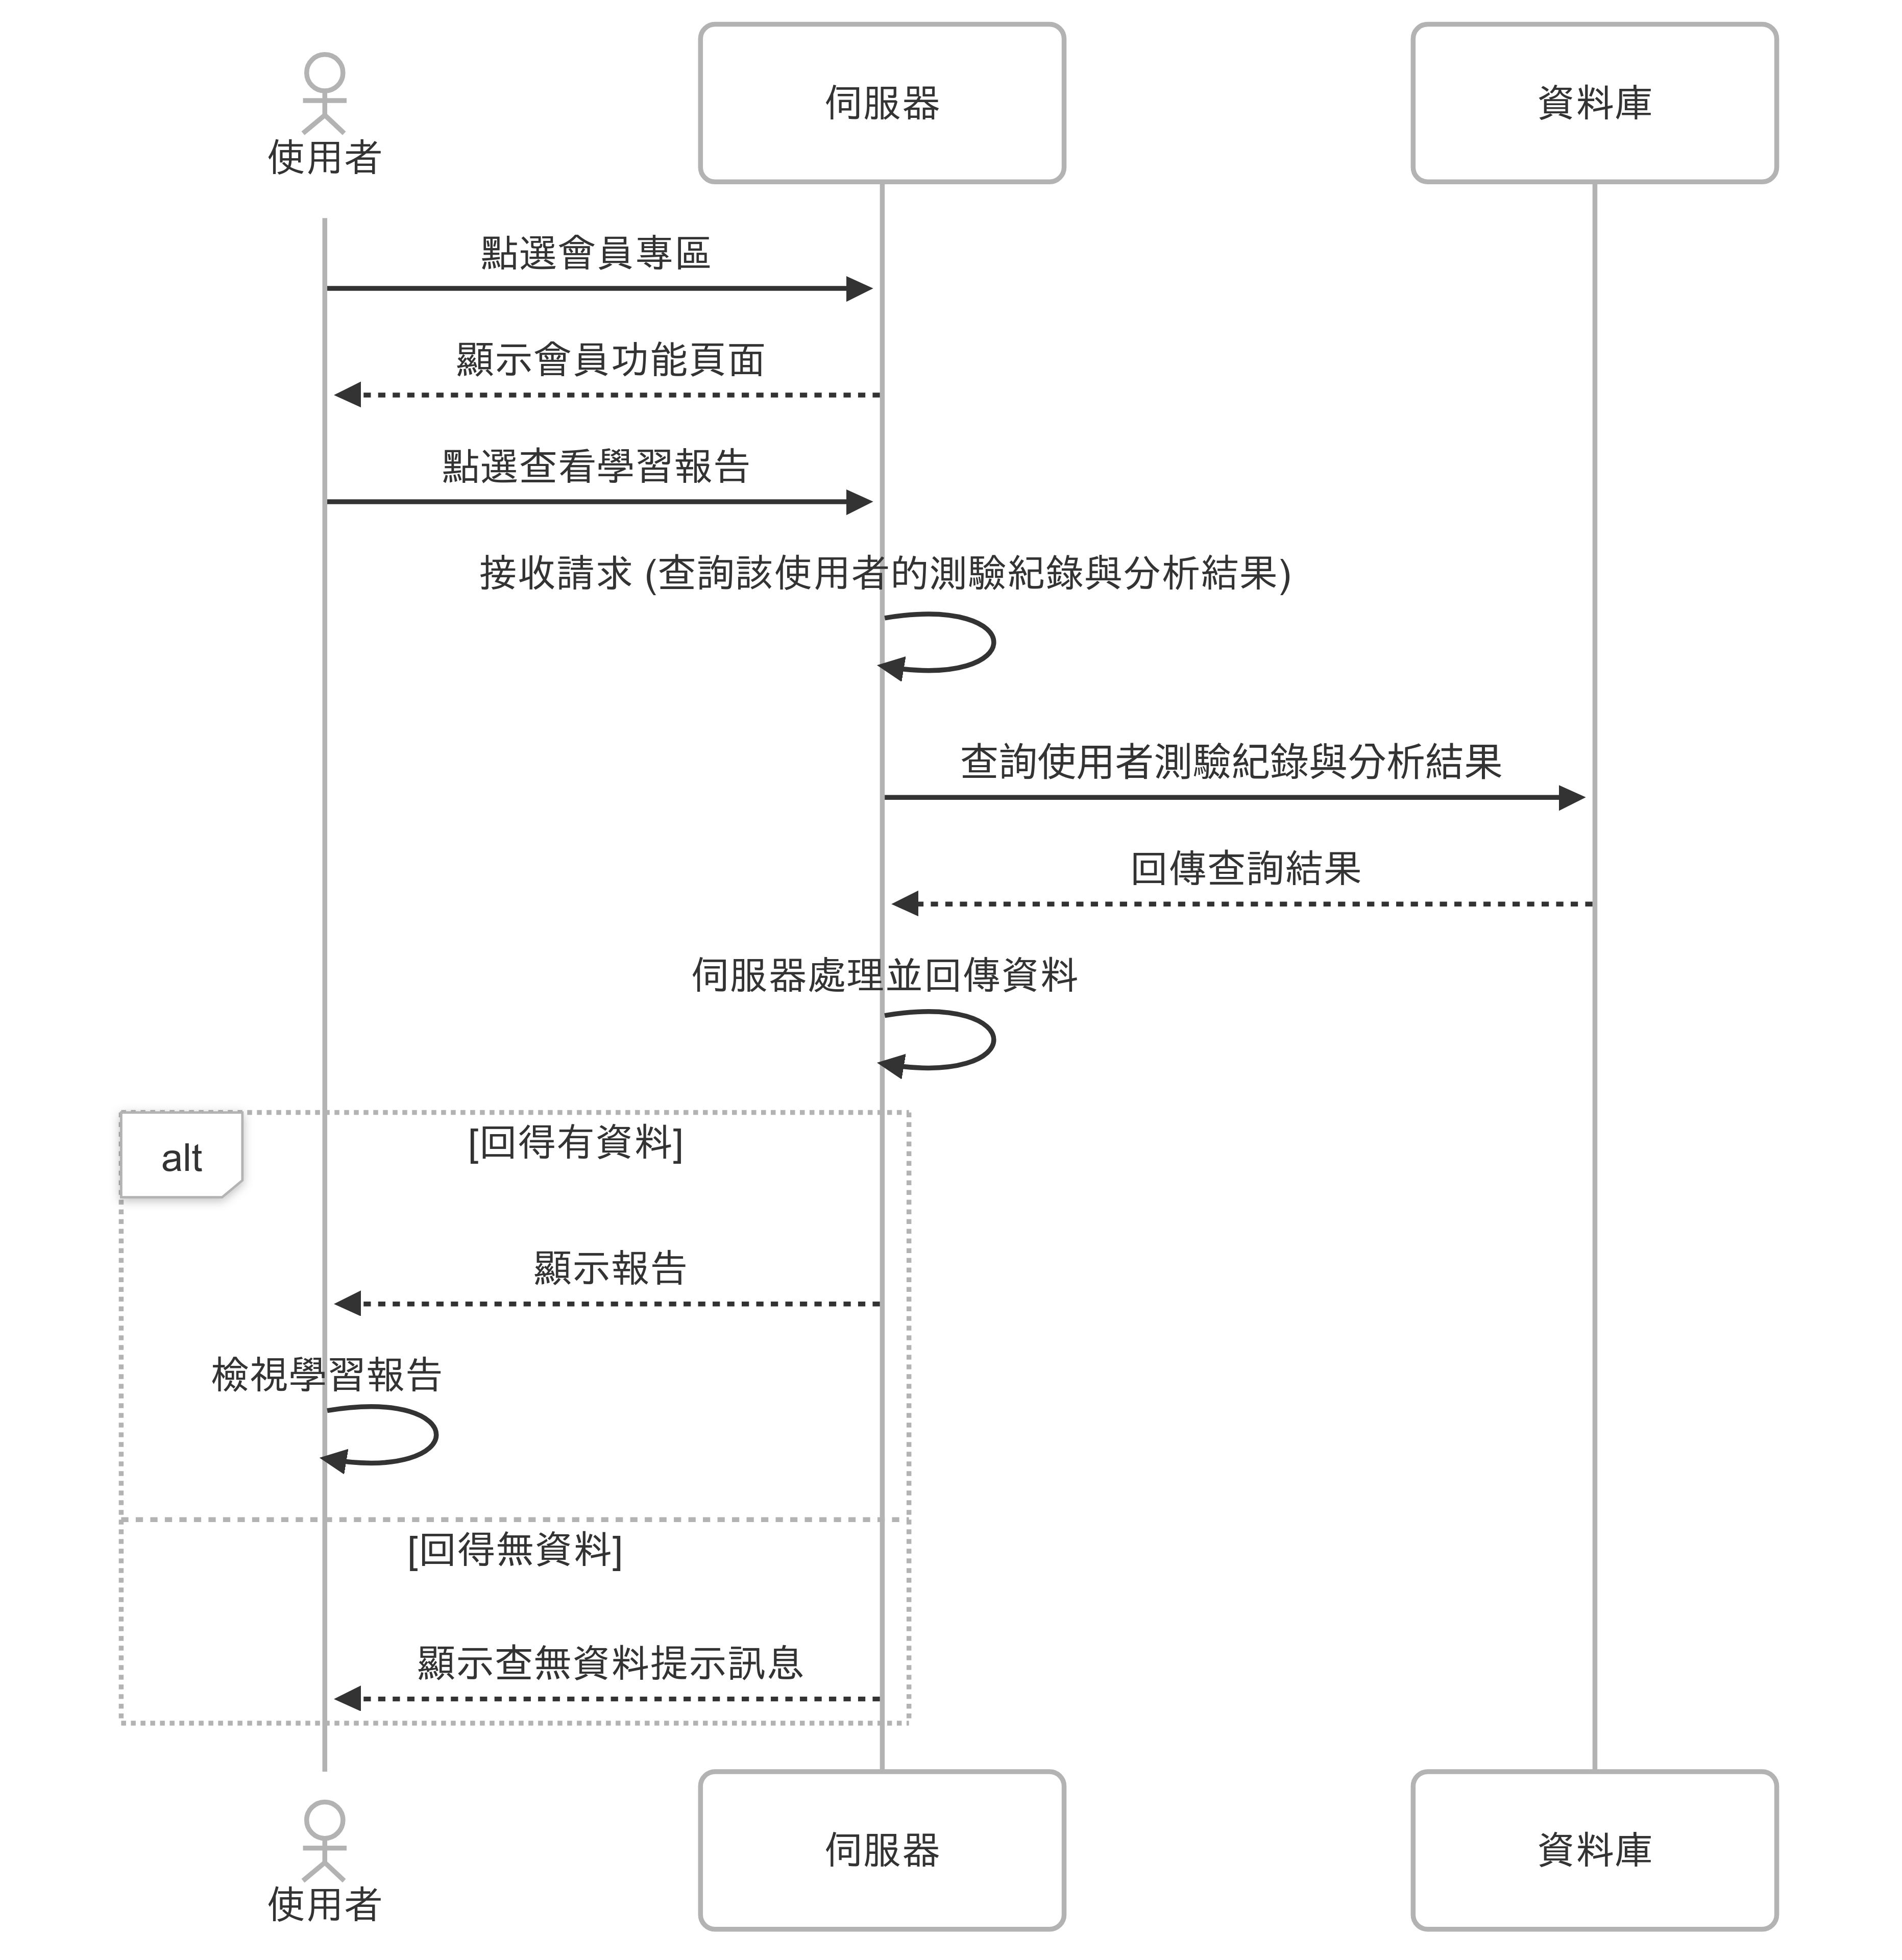 使用者
伺服器
資料庫
點選會員專區
顯示會員功能頁面
點選查看學習報告
接收請求 (查詢該使用者的測驗紀錄與分析結果)
查詢使用者測驗紀錄與分析結果
回傳查詢結果
伺服器處理並回傳資料
alt
[回得有資料]
顯示報告
檢視學習報告
[回得無資料]
顯示查無資料提示訊息
使用者
伺服器
資料庫